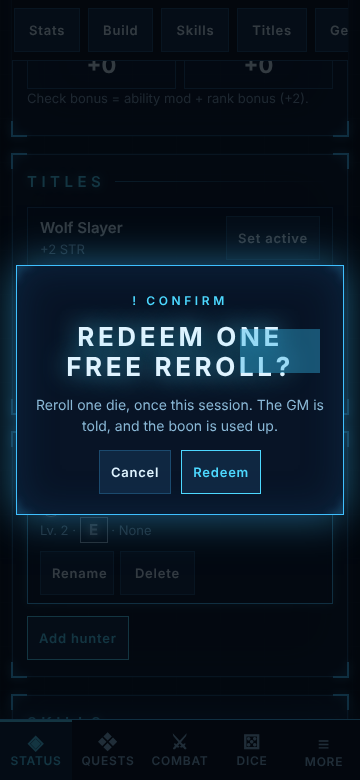 Stats Build Skills Titles Ge
+0 +0
Check bonus = ability mod + rank bonus (+2).
TITLES
Wolf Slayer
+2 STR
Set active
! CONFIRM
REDEEM ONE
FREE REROLL?
Reroll one die, once this session. The GM is
told, and the boon is used up.
Cancel Redeem
Lv. 2 · E · None
Rename Delete
Add hunter
STATUS QUESTS COMBAT DICE MORE